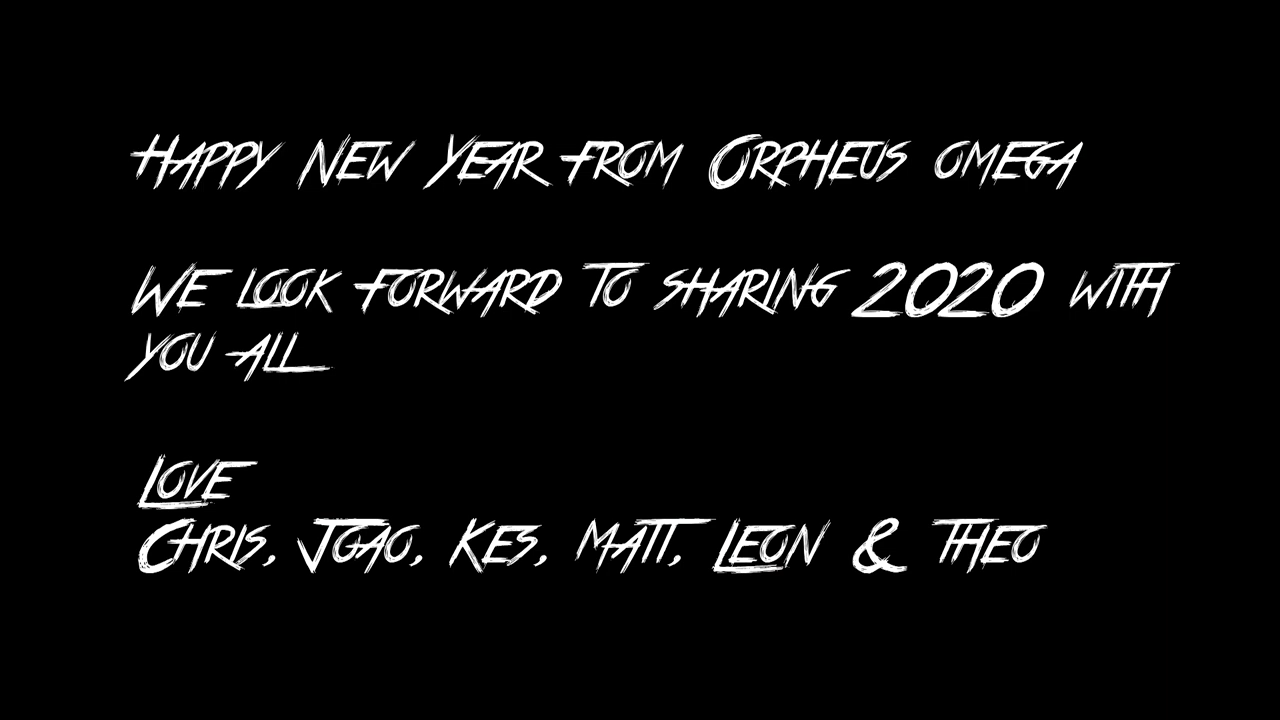 Happy New Year from Orpheus omega
We look forward to sharing 2020 with
you all
Love
Chris, Joao, Kes, Matt, Leon & Theo